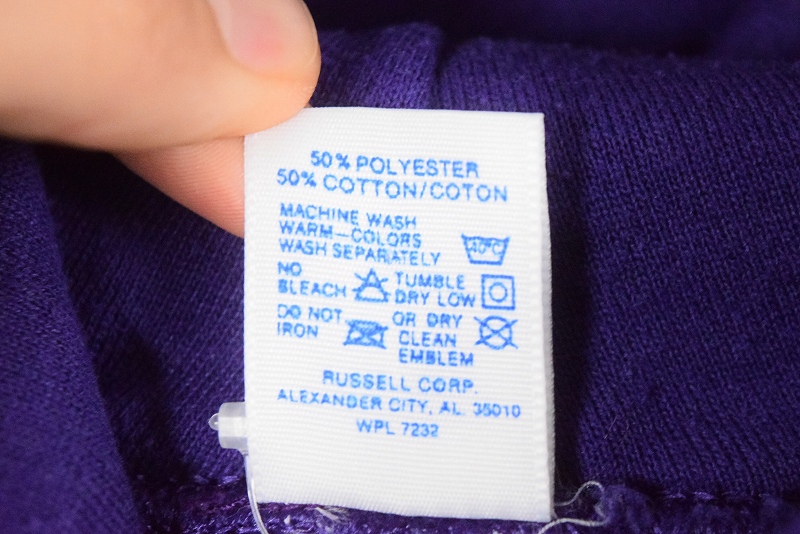 50% POLYESTER
50% COTTON/COTON
MACHINE WASH
WARM-COLORS
WASH SEPARATELY
40°C
NO
BLEACH
TUMBLE
DRY LOW
DO NOT
IRON
OR DRY
CLEAN
EMBLEM
RUSSELL CORP.
ALEXANDER CITY, AL. 35010
WPL 7232